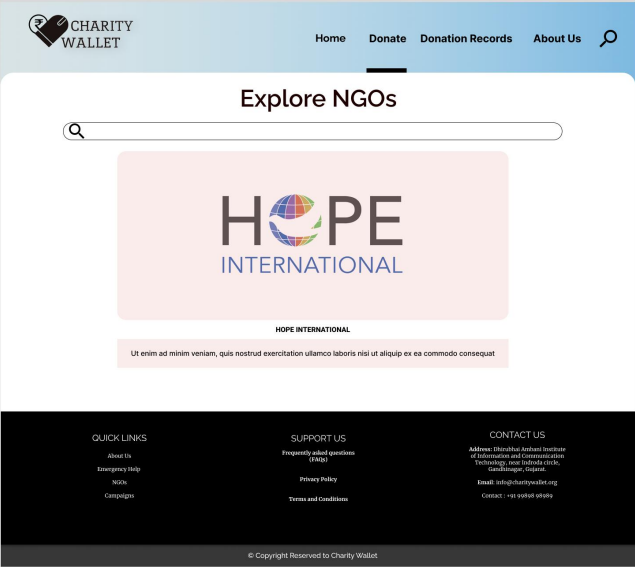 CHARITY
WALLET
Home Donate Donation Records About Us
Explore NGOs
HOPE
INTERNATIONAL
HOPE INTERNATIONAL
Ut enim ad minim veniam, quis nostrud exercitation ullamco laboris nisi ut aliquip ex ea commodo consequat
QUICK LINKS
About Us
Emergency Help
NGOs
Campaigns
SUPPORT US
Frequently asked questions
(FAQs)
Privacy Policy
Terms and Conditions
CONTACT US
Address: Dhirubhai Ambani Institute
of Information and Communication
Technology, near Indroda circle,
Gandhinagar, Gujarat.
Email: info@charitywallet.org
Contact : +91 99898 98989
© Copyright Reserved to Charity Wallet